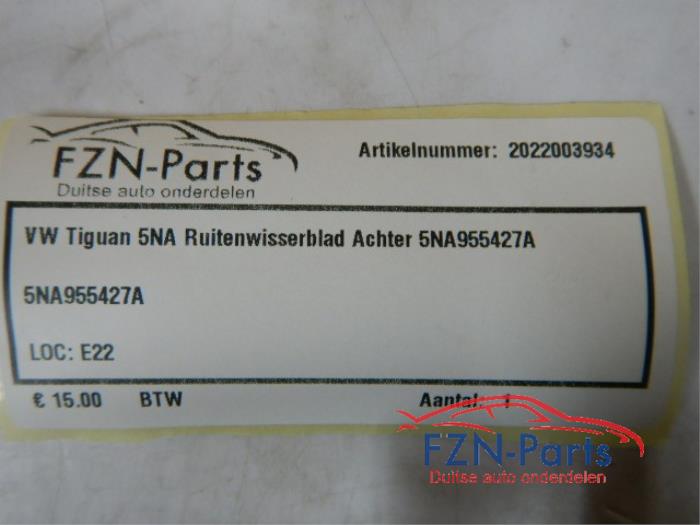 FZN-Parts
Duitse auto onderdelen
Artikelnummer: 2022003934
VW Tiguan 5NA Ruitenwisserblad Achter 5NA955427A
5NA955427A
LOC: E22
€ 15.00 BTW Aantal: 1
FZN-Parts
Duitse auto onderdelen